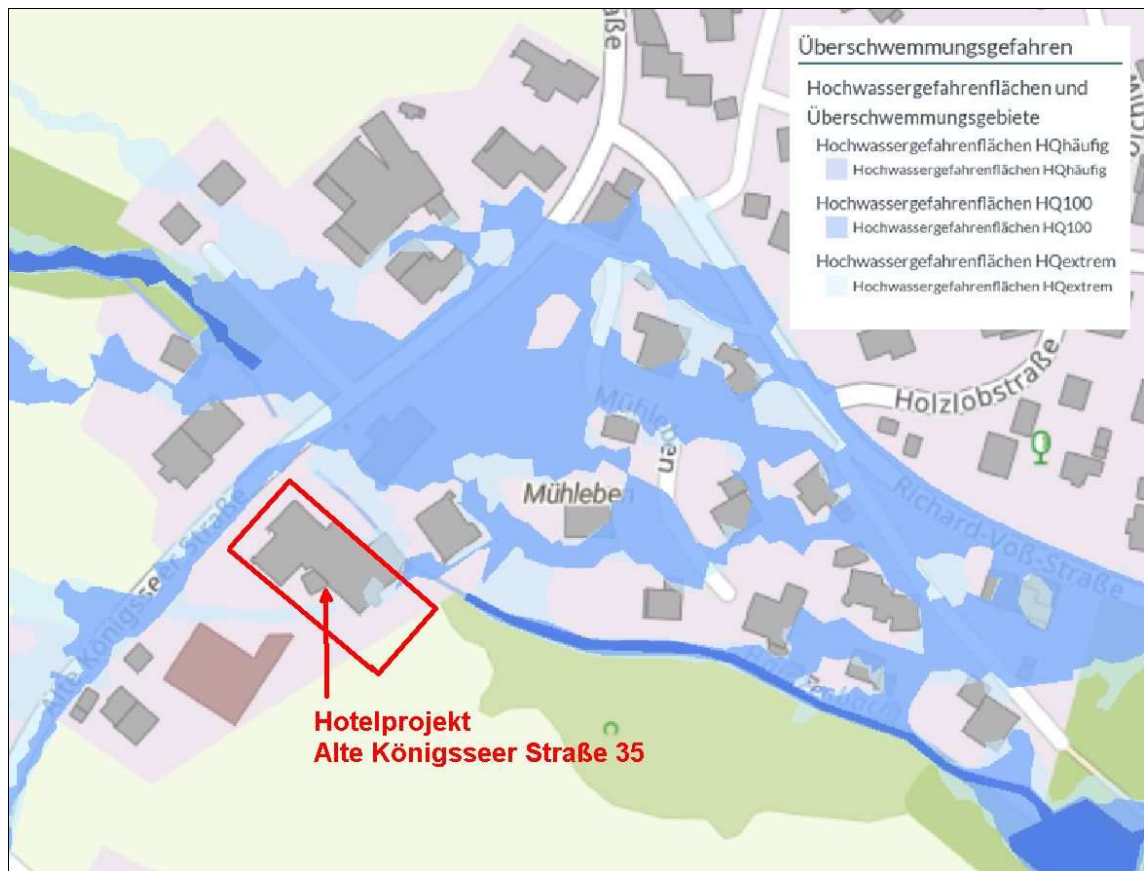 Überschwemmungsgefahren
Hochwassergefahrenflächen und
Überschwemmungsgebiete
Hochwassergefahrenflächen HQhäufig
Hochwassergefahrenflächen HQhäufig
Hochwassergefahrenflächen HQ100
Hochwassergefahrenflächen HQ100
Hochwassergefahrenflächen HQextrem
Hochwassergefahrenflächen HQextrem
Holzlobstraße
Mühleben
Mühleben
Richard-Voß-Straße
Alte Königsseer Straße
Hotelprojekt
Alte Königsseer Straße 35